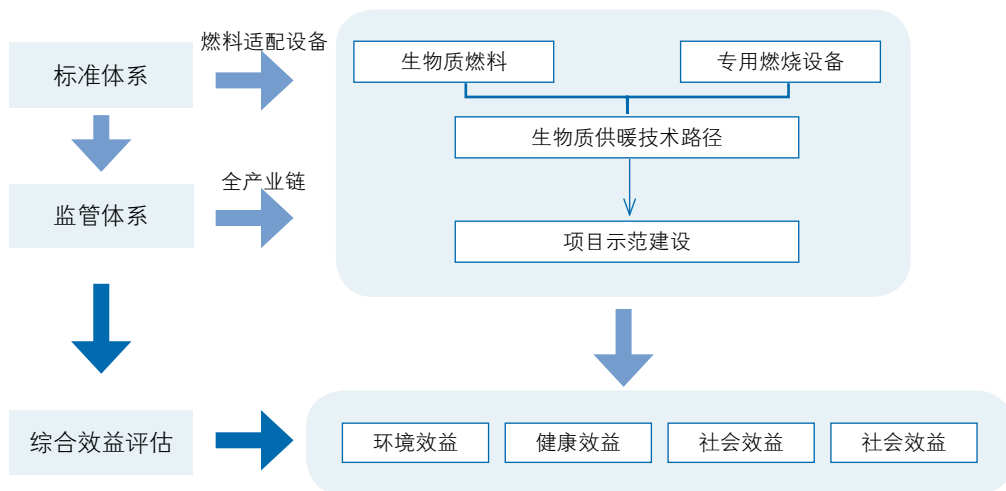 燃料适配设备
标准体系
生物质燃料
专用燃烧设备
生物质供暖技术路径
全产业链
监管体系
项目示范建设
综合效益评估
环境效益
健康效益
社会效益
社会效益